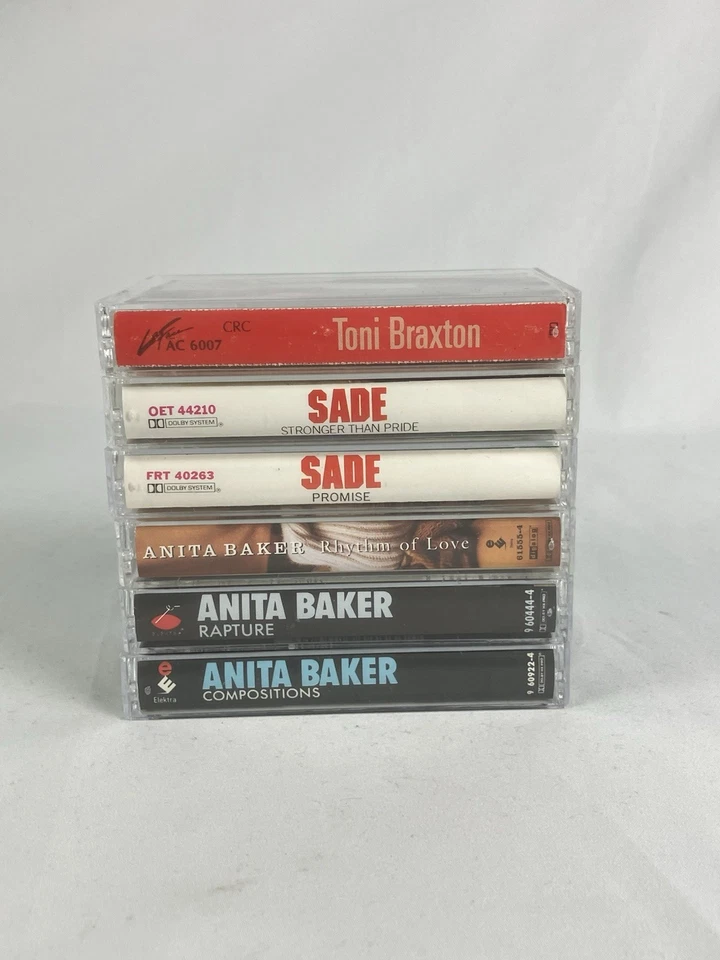 LaFace
CRC
AC 6007
Toni Braxton
OET 44210
DOLBY SYSTEM
SADE
STRONGER THAN PRIDE
FRT 40263
DOLBY SYSTEM
SADE
PROMISE
ANITA BAKER Rhythm of Love
61555-4
ANITA BAKER
RAPTURE
9 60444-4
Elektra
ANITA BAKER
COMPOSITIONS
9 60922-4